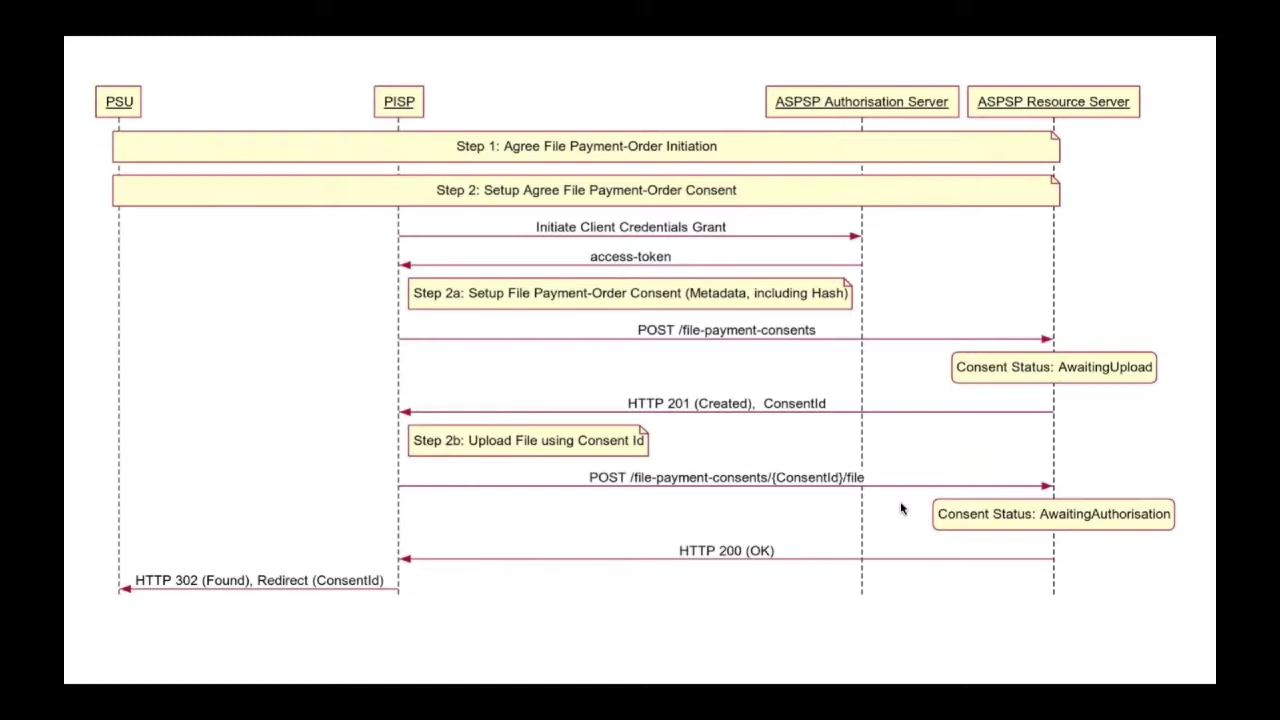 PSU
PISP
ASPSP Authorisation Server
ASPSP Resource Server
Step 1: Agree File Payment-Order Initiation
Step 2: Setup Agree File Payment-Order Consent
Initiate Client Credentials Grant
access-token
Step 2a: Setup File Payment-Order Consent (Metadata, including Hash)
POST /file-payment-consents
Consent Status: AwaitingUpload
HTTP 201 (Created),  ConsentId
Step 2b: Upload File using Consent Id
POST /file-payment-consents/{ConsentId}/file
Consent Status: AwaitingAuthorisation
HTTP 200 (OK)
HTTP 302 (Found), Redirect (ConsentId)